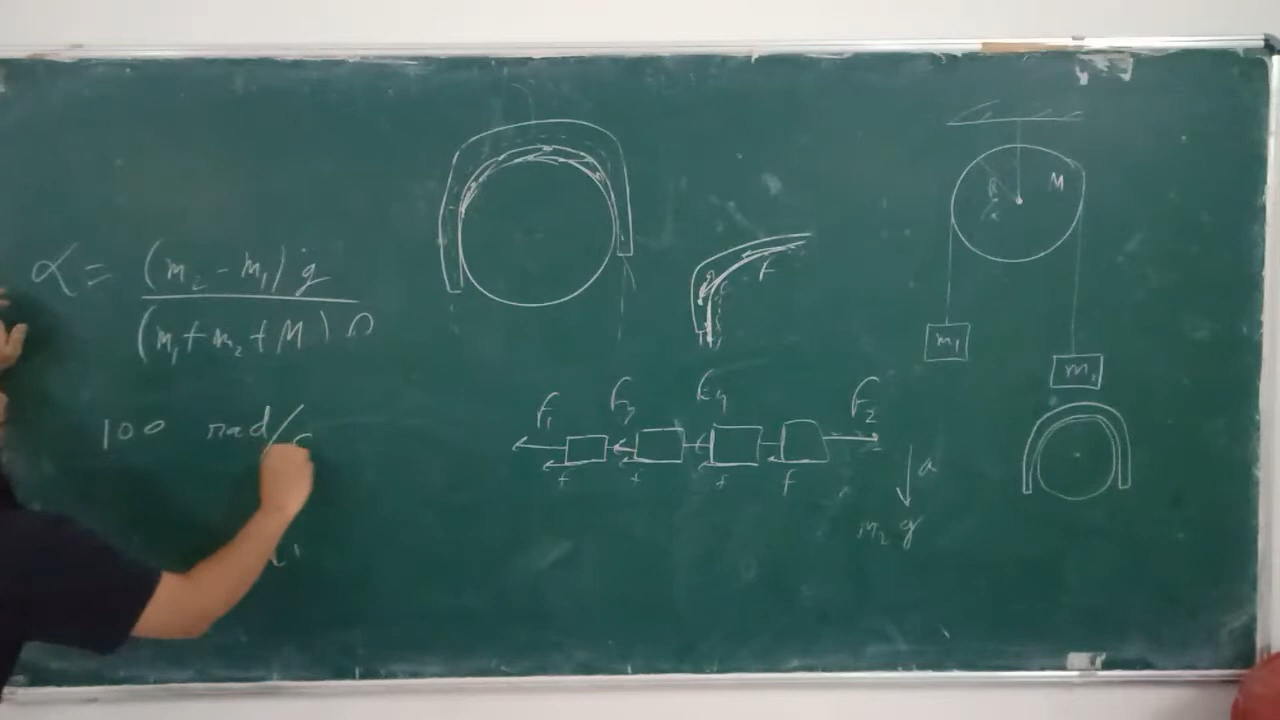 α = (m₂ - m₁) g
(m₁ + m₂ + M) R
100 rad/s
F
F₁
F₃
F₄
F₂
f
f
f
f
a
m₂ g
R
M
m₁
m₂